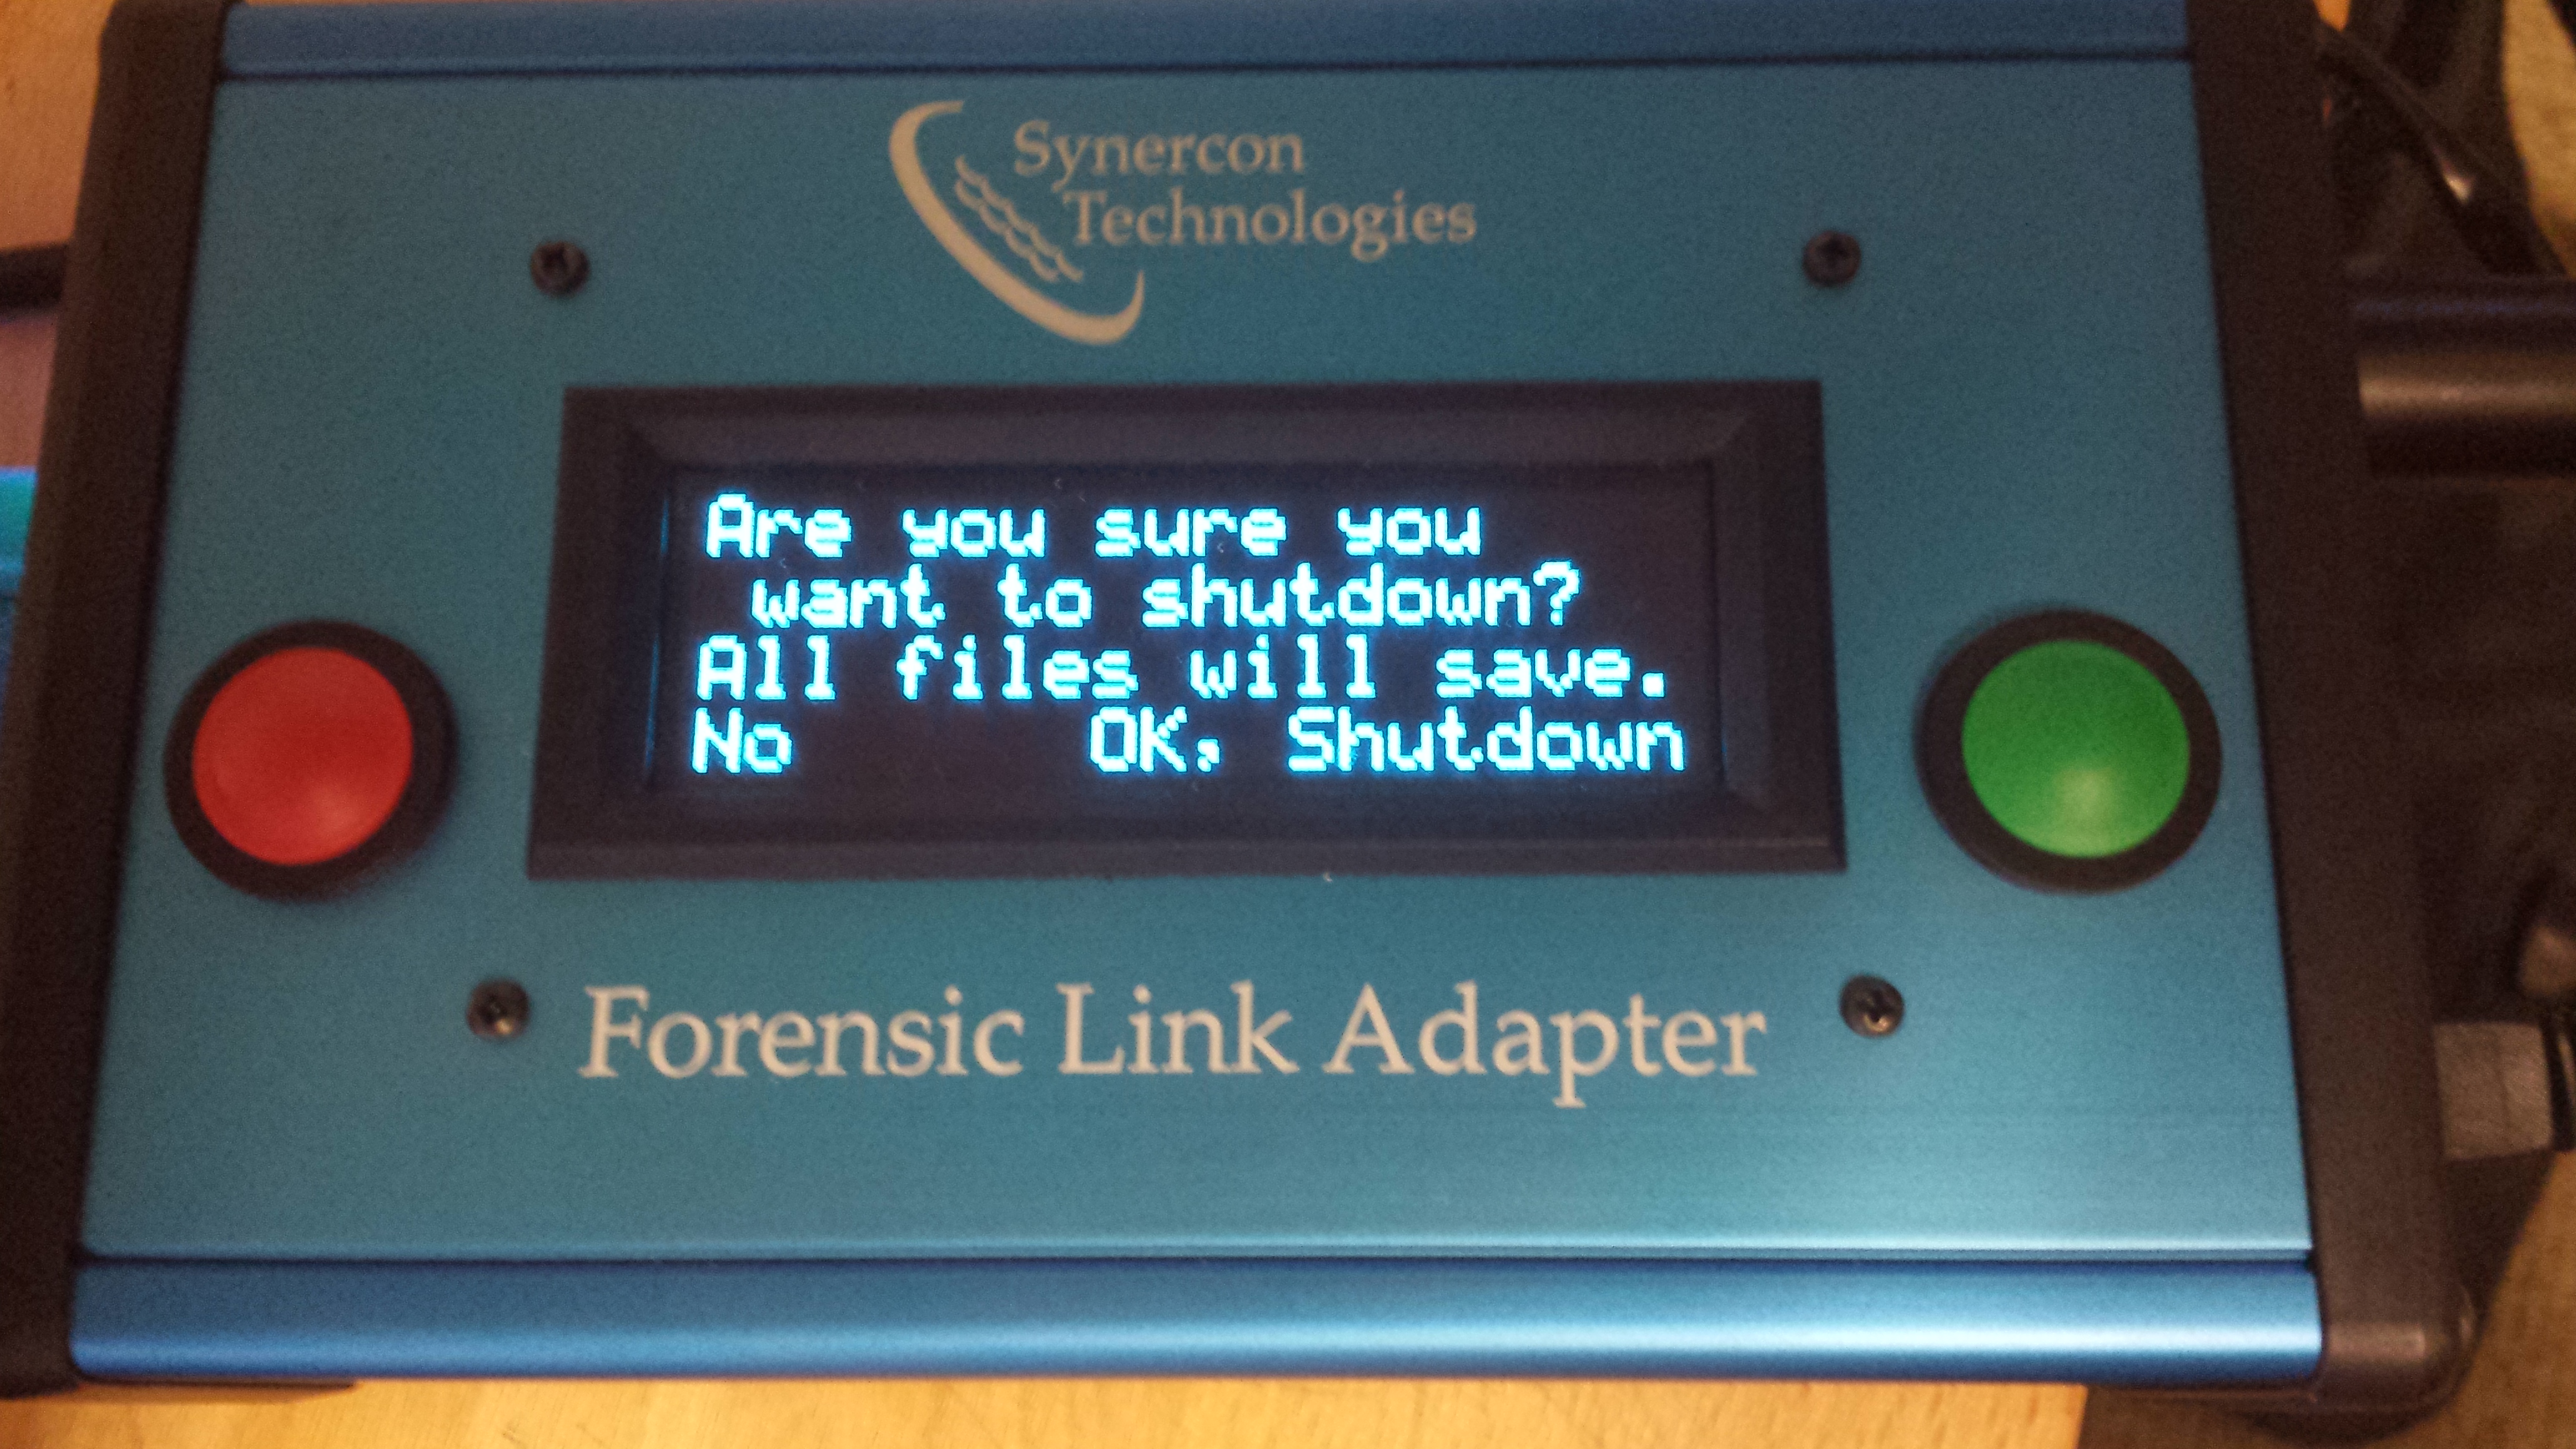 Synercon
Technologies
Are you sure you
want to shutdown?
All files will save.
No OK, Shutdown
Forensic Link Adapter